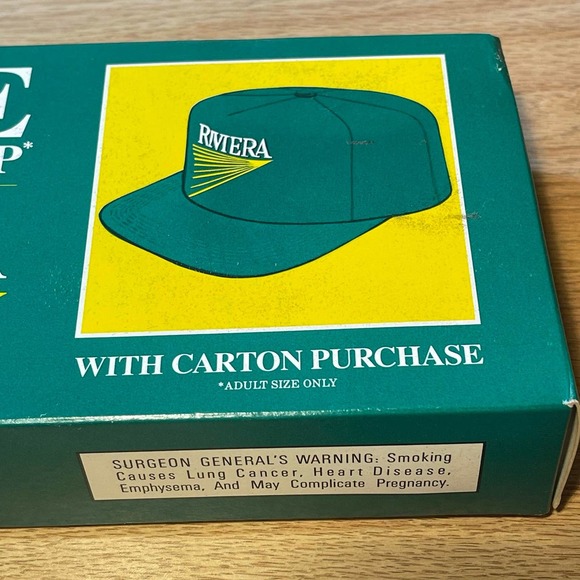 E
P*
RIVIERA
WITH CARTON PURCHASE
*ADULT SIZE ONLY
SURGEON GENERAL'S WARNING: Smoking
Causes Lung Cancer, Heart Disease,
Emphysema, And May Complicate Pregnancy.